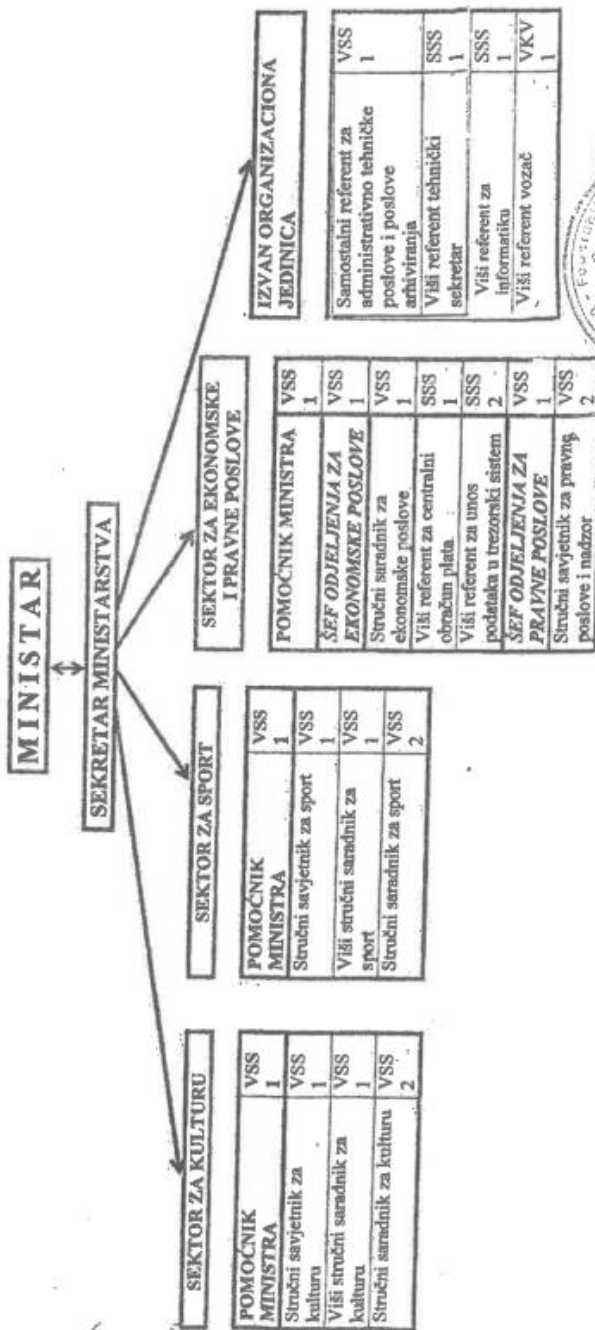 MINISTAR
SEKRETAR MINISTARSTVA
SEKTOR ZA KULTURU
POMOĆNIK VSS
MINISTRA 1
Stručni savjetnik za VSS
kulturu 1
Viši stručni saradnik za VSS
kulturu 1
Stručni saradnik za kulturu VSS
2
SEKTOR ZA SPORT
POMOĆNIK VSS
MINISTRA 1
Stručni savjetnik za sport VSS
1
Viši stručni saradnik za VSS
sport 1
Stručni saradnik za sport VSS
2
SEKTOR ZA EKONOMSKE
I PRAVNE POSLOVE
POMOĆNIK MINISTRA VSS
1
ŠEF ODJELJENJA ZA VSS
EKONOMSKE POSLOVE 1
Stručni saradnik za VSS
ekonomske poslove 1
Viši referent za centralni SSS
obračun plata 1
Viši referent za unos SSS
podataka u trezorski sistem 2
ŠEF ODJELJENJA ZA VSS
PRAVNE POSLOVE 1
Stručni savjetnik za pravne VSS
poslove i nadzor 2
IZVAN ORGANIZACIONA
JEDINICA
Samostalni referent za VSS
administrativno tehničke 1
poslove i poslove
arhiviranja
Viši referent tehnički SSS
sekretar 1
Viši referent za SSS
informatiku 1
Viši referent vozač VKV
1